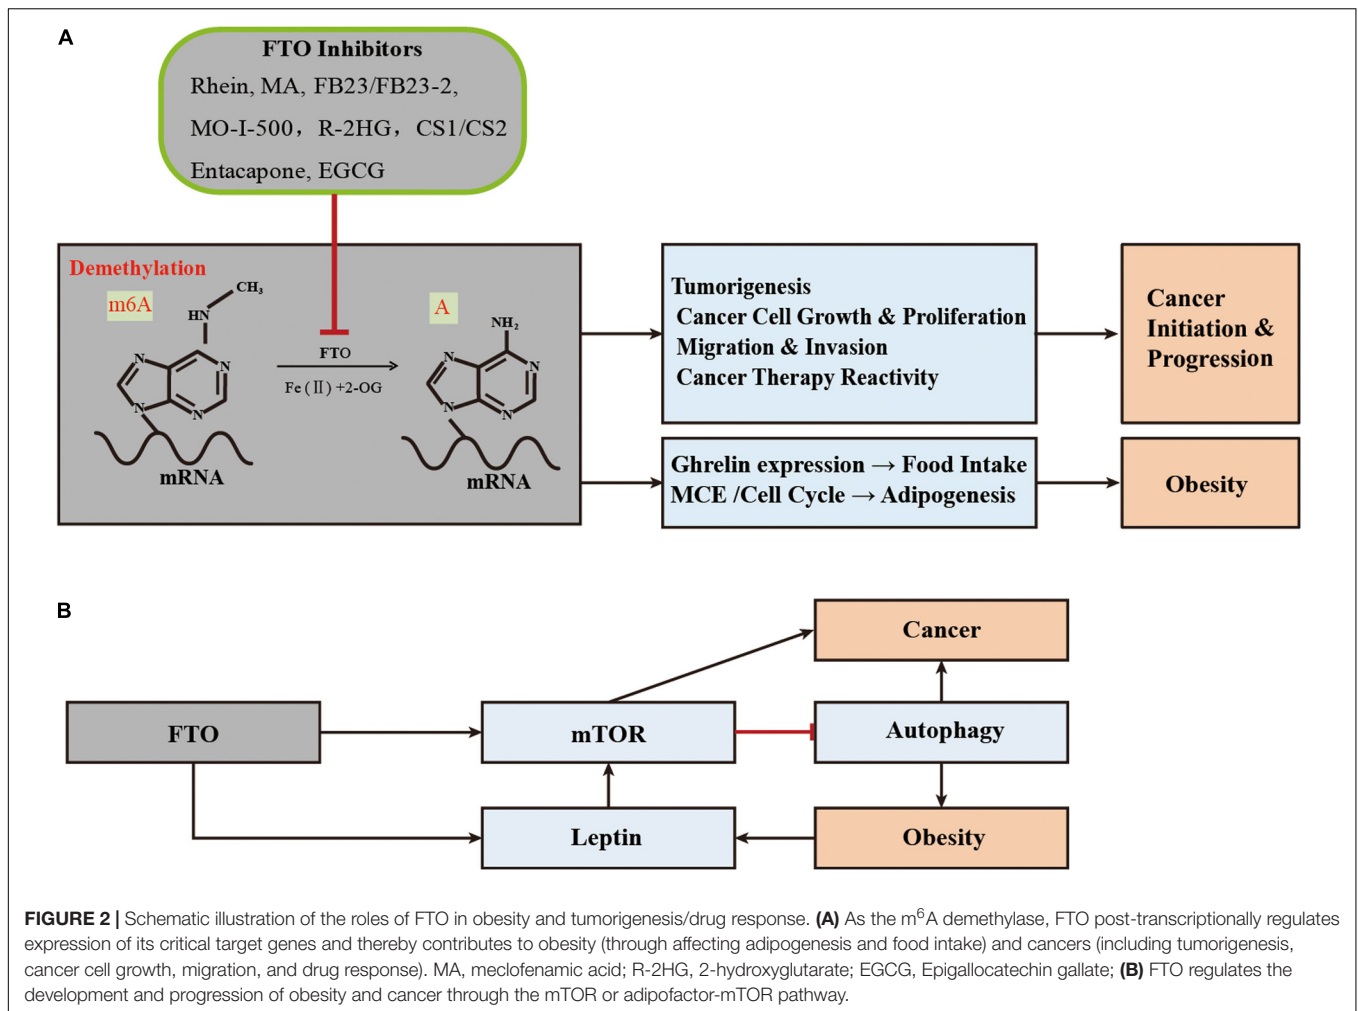 A
FTO Inhibitors
Rhein, MA, FB23/FB23-2,
MO-I-500，R-2HG，CS1/CS2
Entacapone, EGCG
Demethylation
m6A
CH3
HN
N
N
N
N
FTO
Fe (Ⅱ) +2-OG
A
NH2
N
N
N
N
mRNA
mRNA
Tumorigenesis
Cancer Cell Growth & Proliferation
Migration & Invasion
Cancer Therapy Reactivity
Cancer
Initiation &
Progression
Ghrelin expression → Food Intake
MCE /Cell Cycle → Adipogenesis
Obesity
B
Cancer
FTO
mTOR
Autophagy
Leptin
Obesity
FIGURE 2 | Schematic illustration of the roles of FTO in obesity and tumorigenesis/drug response. (A) As the m6A demethylase, FTO post-transcriptionally regulates
expression of its critical target genes and thereby contributes to obesity (through affecting adipogenesis and food intake) and cancers (including tumorigenesis,
cancer cell growth, migration, and drug response). MA, meclofenamic acid; R-2HG, 2-hydroxyglutarate; EGCG, Epigallocatechin gallate; (B) FTO regulates the
development and progression of obesity and cancer through the mTOR or adipofactor-mTOR pathway.